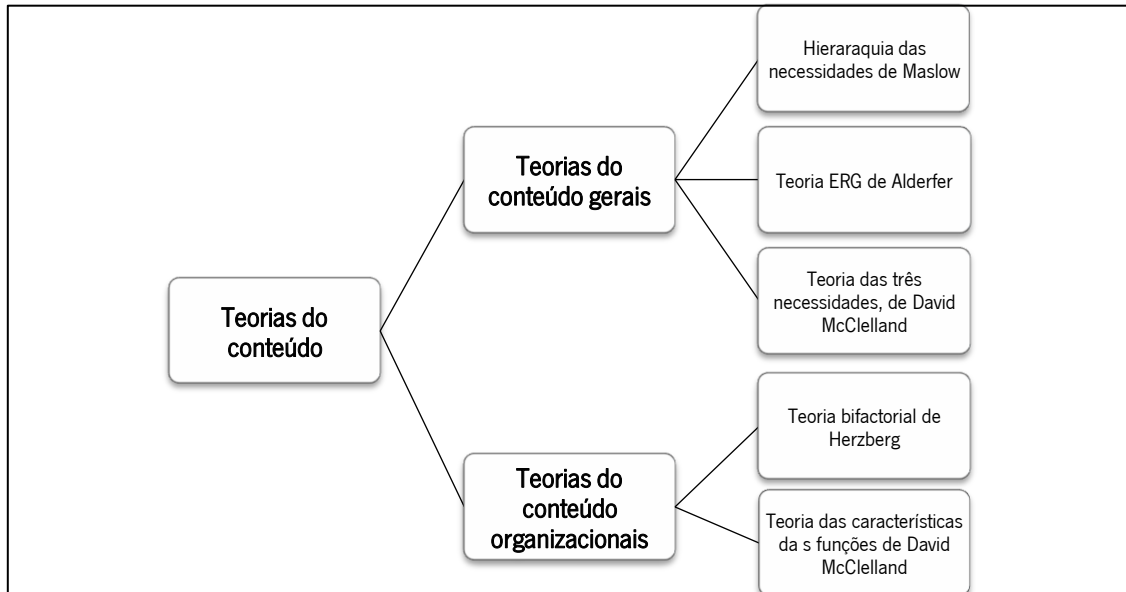 Teorias do
conteúdo
Teorias do
conteúdo gerais
Hieraraquia das
necessidades de Maslow
Teoria ERG de Alderfer
Teoria das três
necessidades, de David
McClelland
Teorias do
conteúdo
organizacionais
Teoria bifactorial de
Herzberg
Teoria das características
da s funções de David
McClelland